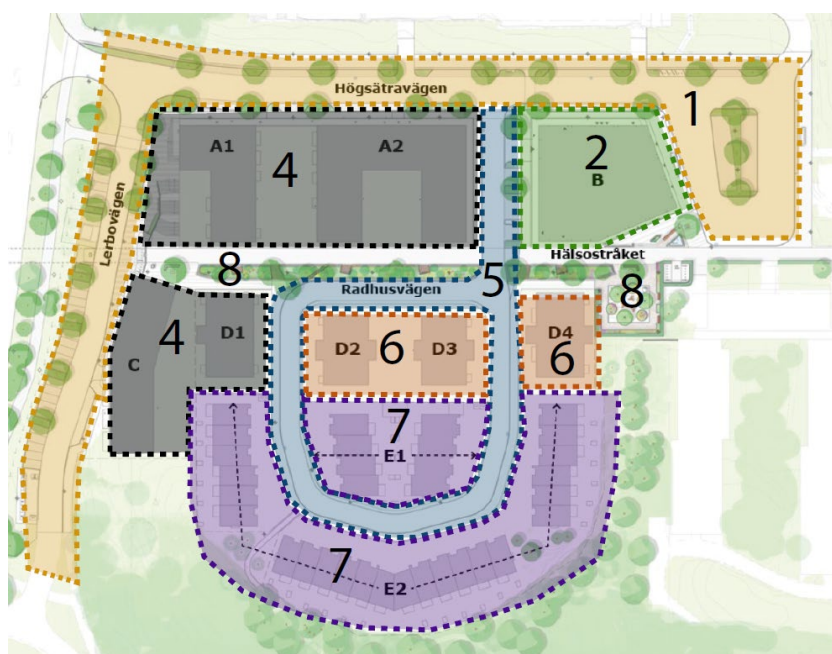 Högsätravägen
1
A1
A2
4
2
B
Lerbovägen
Hälsostråket
8
5
8
Radhusvägen
4
D1
C
D2
6
D3
D4
6
7
E1
7
E2